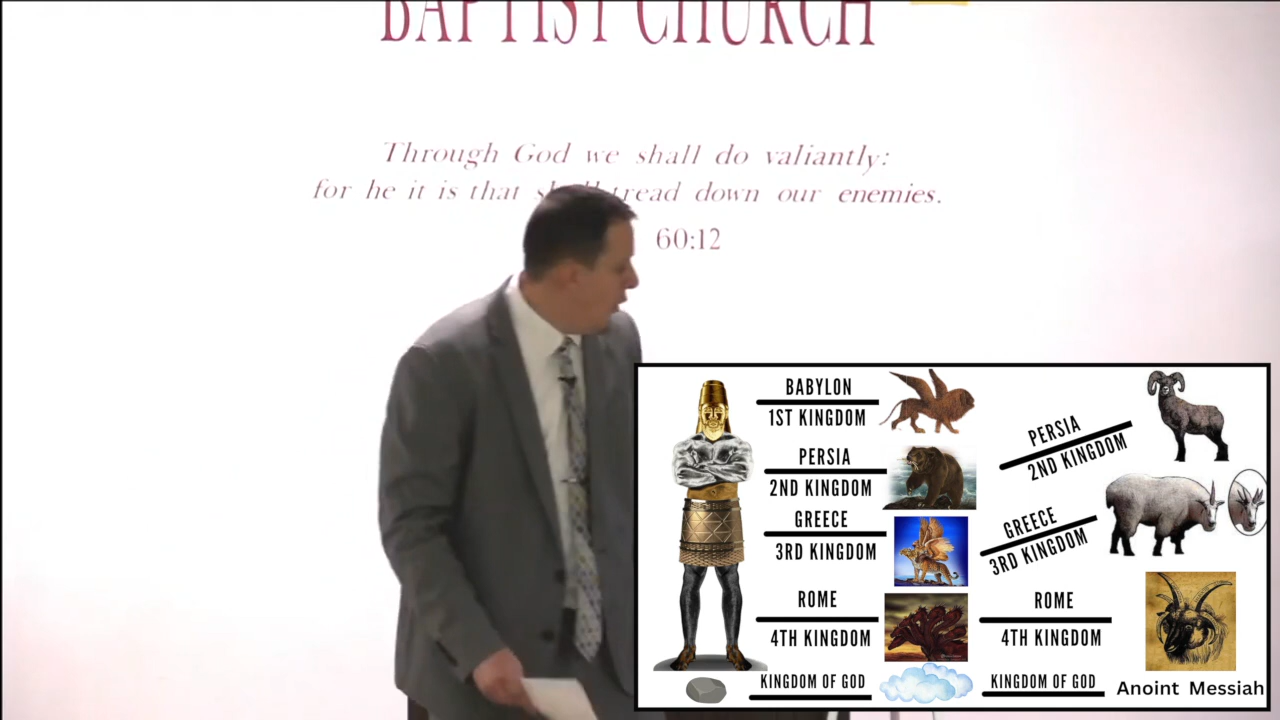 BAPTIST CHURCH
Through God we shall do valiantly:
for he it is that shall tread down our enemies.
60:12
BABYLON
1ST KINGDOM
PERSIA
2ND KINGDOM
GREECE
3RD KINGDOM
ROME
4TH KINGDOM
KINGDOM OF GOD
PERSIA
2ND KINGDOM
GREECE
3RD KINGDOM
ROME
4TH KINGDOM
KINGDOM OF GOD
Anoint Messiah